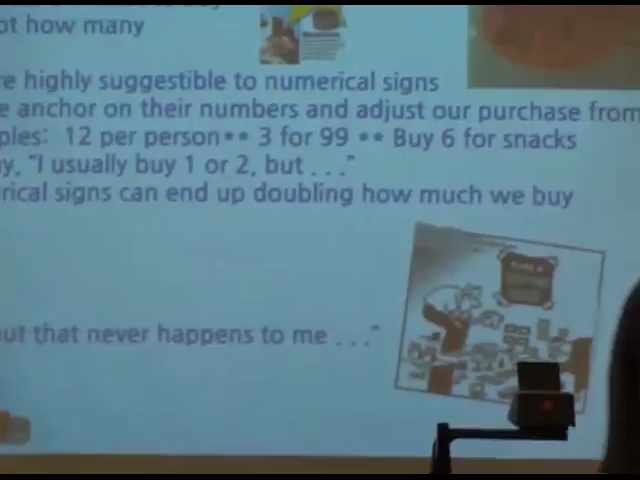 ot how many
re highly suggestible to numerical signs
e anchor on their numbers and adjust our purchase from
ples: 12 per person** 3 for 99 ** Buy 6 for snacks
y, "I usually buy 1 or 2, but . . ."
rical signs can end up doubling how much we buy
out that never happens to me . . ."